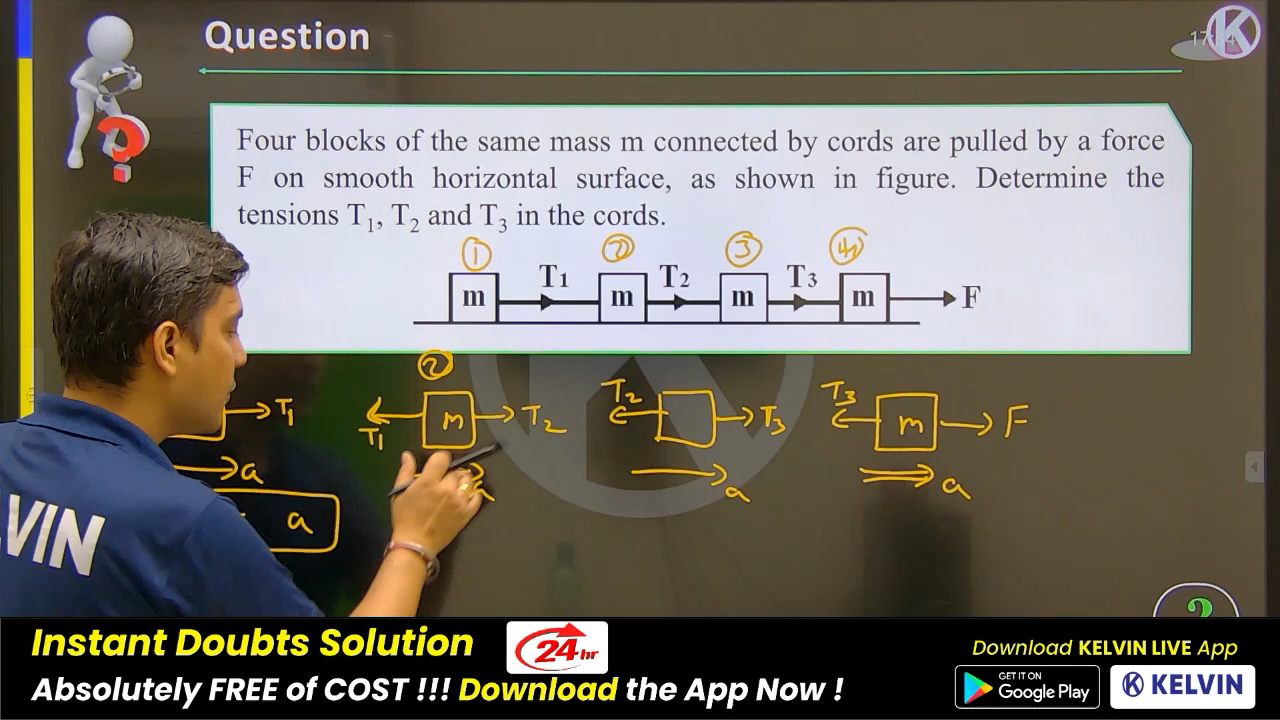 Question
Four blocks of the same mass m connected by cords are pulled by a force
F on smooth horizontal surface, as shown in figure. Determine the
tensions T₁, T₂ and T₃ in the cords.
① ② ③ ④
m T₁ m T₂ m T₃ m F
②
T₁ T₁ m T₂ T₂ T₃ T₃ m F
a a a a
a
LVIN
?
Instant Doubts Solution
24hr
Absolutely FREE of COST !!! Download the App Now !
Download KELVIN LIVE App
GET IT ON
Google Play
KELVIN